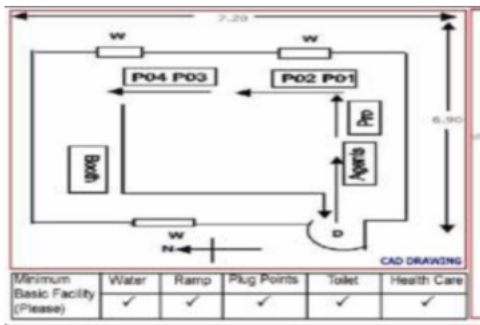 7.20
W W
P04 P03 P02 P01
Pro
6.90
Booth
Agents
W
D
N
CAD DRAWING
Minimum Basic Facility (Please) Water Ramp Plug Points Toilet Health Care
✓ ✓ ✓ ✓ ✓